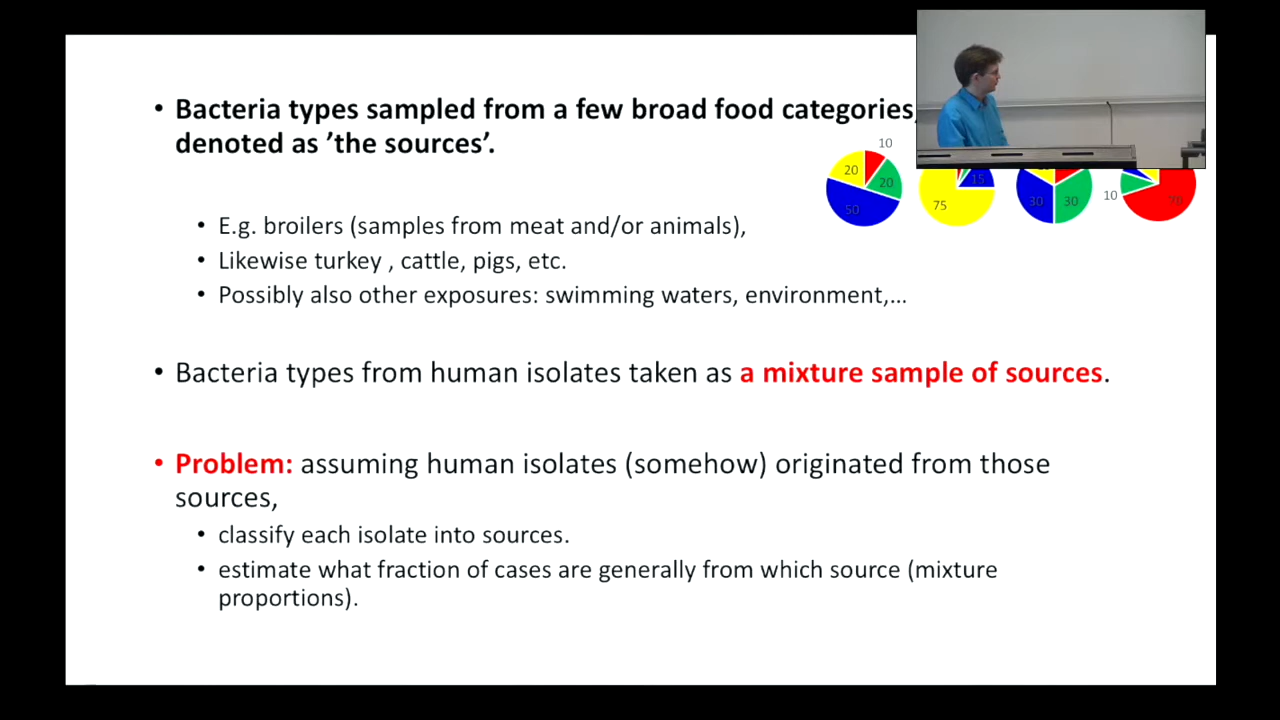 • Bacteria types sampled from a few broad food categories,
denoted as ’the sources’.
10
20
20
50
15
75
30
30
10
70
• E.g. broilers (samples from meat and/or animals),
• Likewise turkey , cattle, pigs, etc.
• Possibly also other exposures: swimming waters, environment,...
• Bacteria types from human isolates taken as a mixture sample of sources.
• Problem: assuming human isolates (somehow) originated from those
sources,
• classify each isolate into sources.
• estimate what fraction of cases are generally from which source (mixture
proportions).